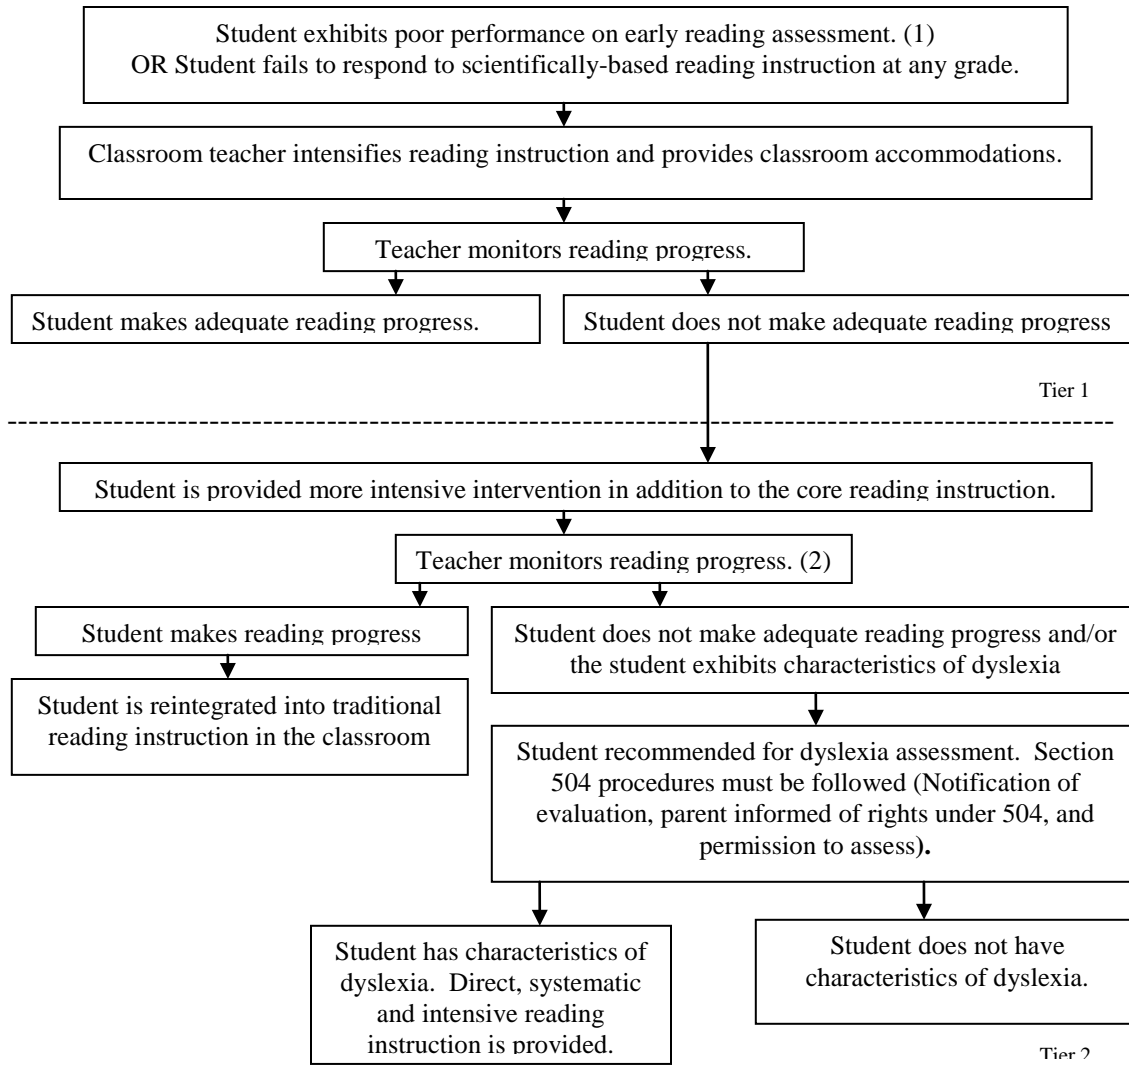 Student exhibits poor performance on early reading assessment. (1)
OR Student fails to respond to scientifically-based reading instruction at any grade.
Classroom teacher intensifies reading instruction and provides classroom accommodations.
Teacher monitors reading progress.
Student makes adequate reading progress.
Student does not make adequate reading progress
Tier 1
Student is provided more intensive intervention in addition to the core reading instruction.
Teacher monitors reading progress. (2)
Student makes reading progress
Student does not make adequate reading progress and/or
the student exhibits characteristics of dyslexia
Student is reintegrated into traditional
reading instruction in the classroom
Student recommended for dyslexia assessment.  Section
504 procedures must be followed (Notification of
evaluation, parent informed of rights under 504, and
permission to assess).
Student has characteristics of
dyslexia.  Direct, systematic
and intensive reading
instruction is provided.
Student does not have
characteristics of dyslexia.
Tier 2